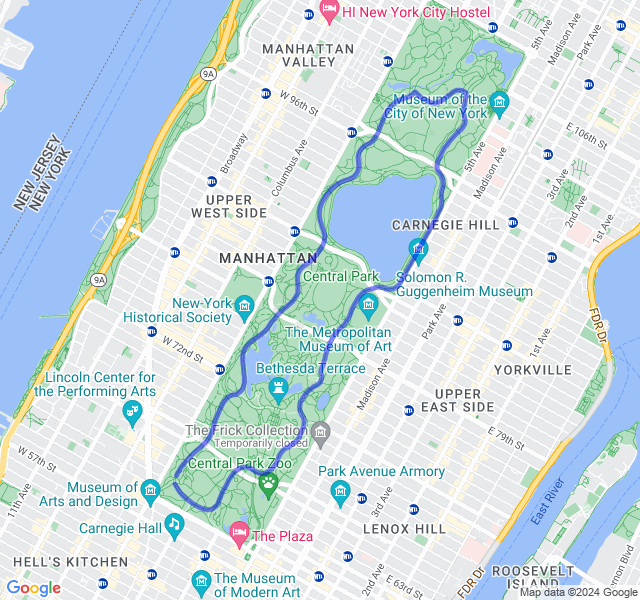 HI New York City Hostel
MANHATTAN
VALLEY
5th Ave
Madison Ave
Park Ave
9A
W 96th St
Museum of the
City of New York
E 106th St
NEW JERSEY
NEW YORK
Broadway
Columbus Ave
5th Ave
Madison Ave
3rd Ave
2nd Ave
1st Ave
UPPER
WEST SIDE
CARNEGIE HILL
MANHATTAN
9A
Central Park
Solomon R.
Guggenheim Museum
New-York
Historical Society
The Metropolitan
Museum of Art
Park Ave
FDR Dr
W 72nd St
1st Ave
Bethesda Terrace
YORKVILLE
Lincoln Center for
the Performing Arts
Madison Ave
UPPER
EAST SIDE
The Frick Collection
Temporarily closed
E 79th St
W 57th St
Central Park Zoo
Park Avenue Armory
Museum of
Arts and Design
11th Ave
East River
Carnegie Hall
The Plaza
LENOX HILL
HELL'S KITCHEN
The Museum
of Modern Art
2nd Ave
E 63rd St
FDR Dr
ROOSEVELT
ISLAND
Vernon Blvd
Google
Map data ©2024 Google